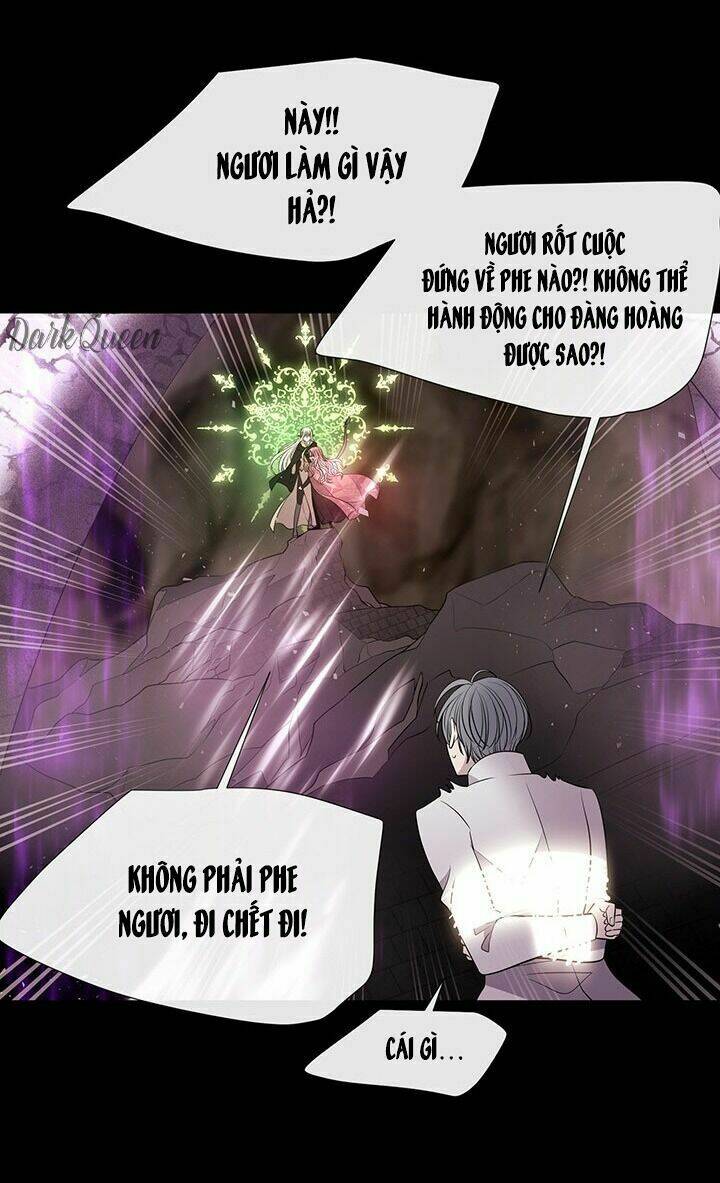 NÀY!!
NGƯƠI LÀM GÌ VẬY
HẢ?!
NGƯƠI RỐT CUỘC
ĐỨNG VỀ PHE NÀO?! KHÔNG THỂ
HÀNH ĐỘNG CHO ĐÀNG HOÀNG
ĐƯỢC SAO?!
DarkQueen
KHÔNG PHẢI PHE
NGƯƠI, ĐI CHẾT ĐI!
CÁI GÌ...